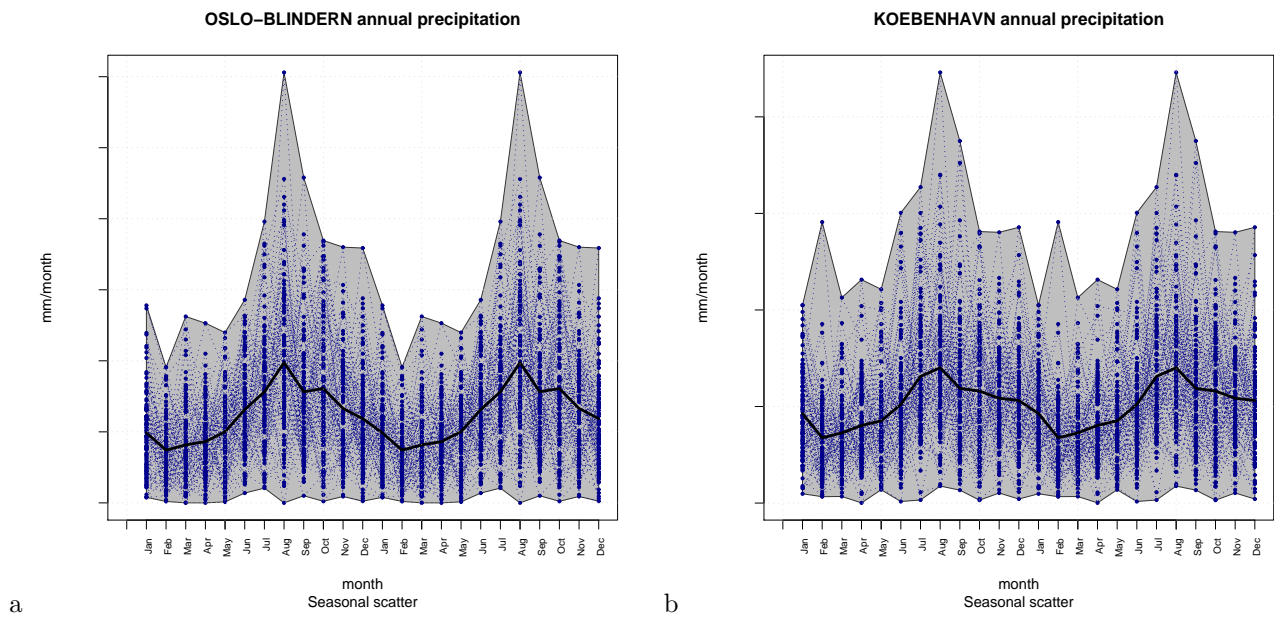 OSLO−BLINDERN annual precipitation
mm/month
Jan Feb Mar Apr May Jun Jul Aug Sep Oct Nov Dec Jan Feb Mar Apr May Jun Jul Aug Sep Oct Nov Dec
month
Seasonal scatter
a
KOEBENHAVN annual precipitation
mm/month
Jan Feb Mar Apr May Jun Jul Aug Sep Oct Nov Dec Jan Feb Mar Apr May Jun Jul Aug Sep Oct Nov Dec
month
Seasonal scatter
b